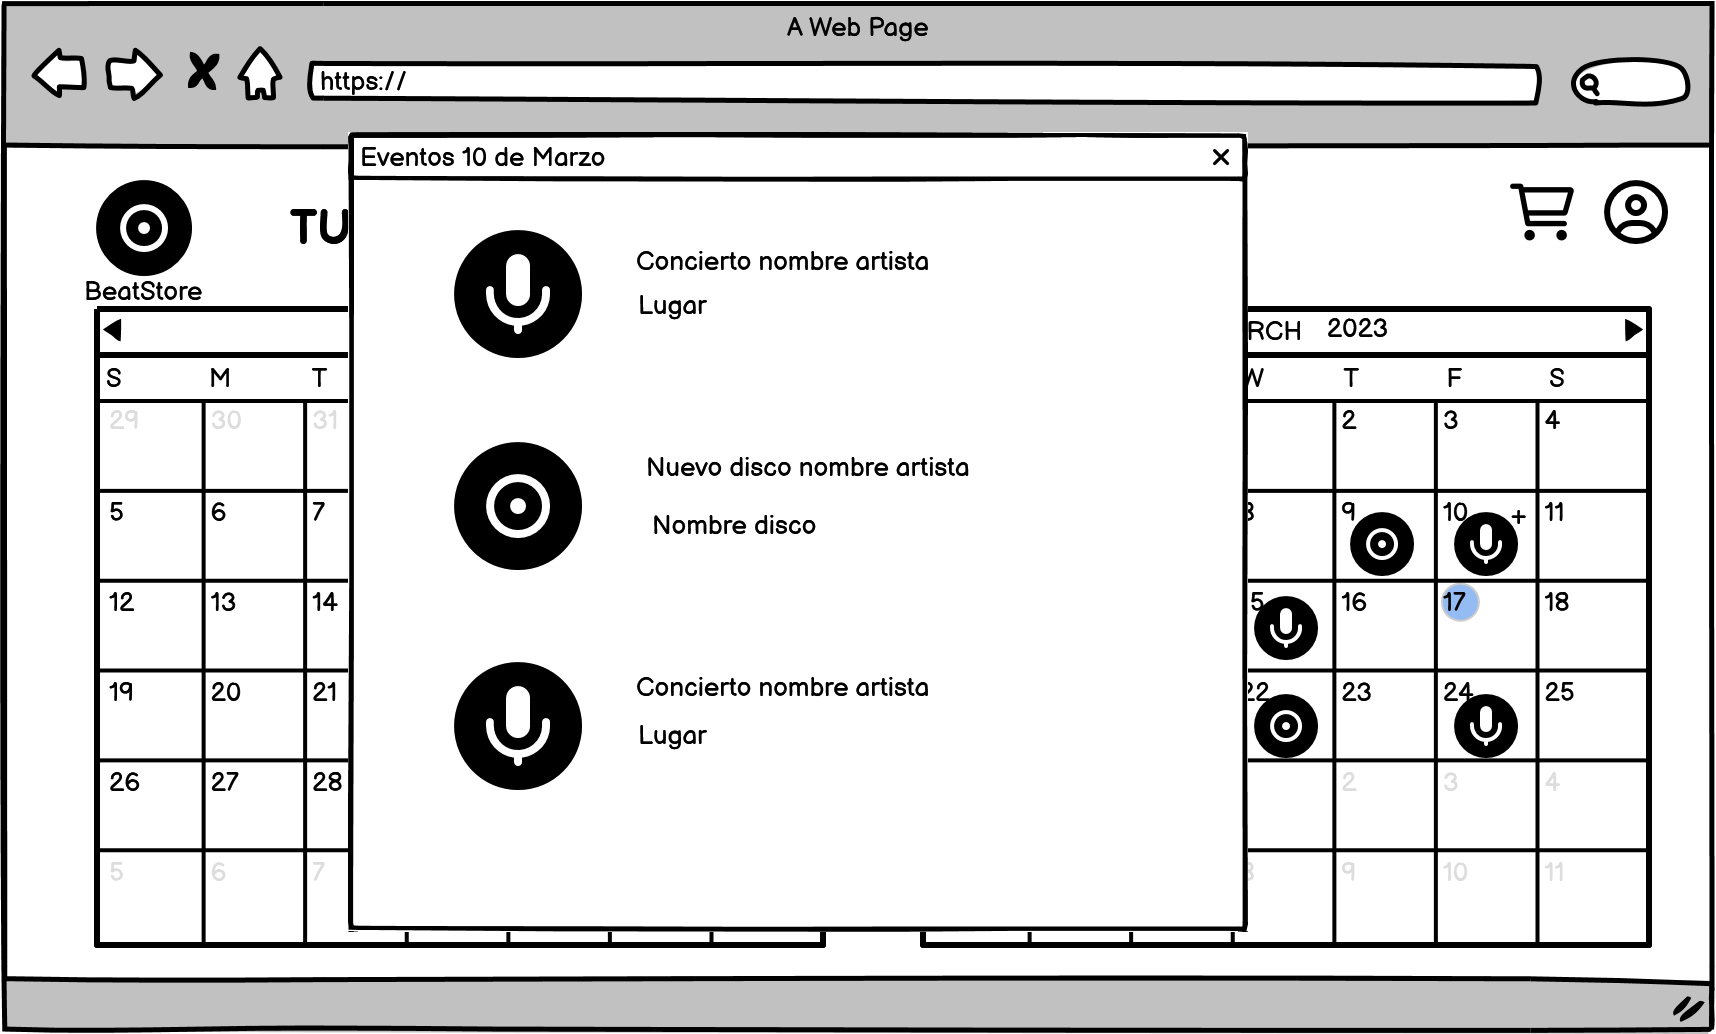 A Web Page
https://
Eventos 10 de Marzo
TU
BeatStore
Concierto nombre artista
Lugar
Nuevo disco nombre artista
Nombre disco
Concierto nombre artista
Lugar
RCH 2023
S M T
W T F S
29 30 31
2 3 4
5 6 7
9 10 + 11
12 13 14
5 16 17 18
19 20 21
22 23 24 25
26 27 28
2 3 4
5 6 7
9 10 11